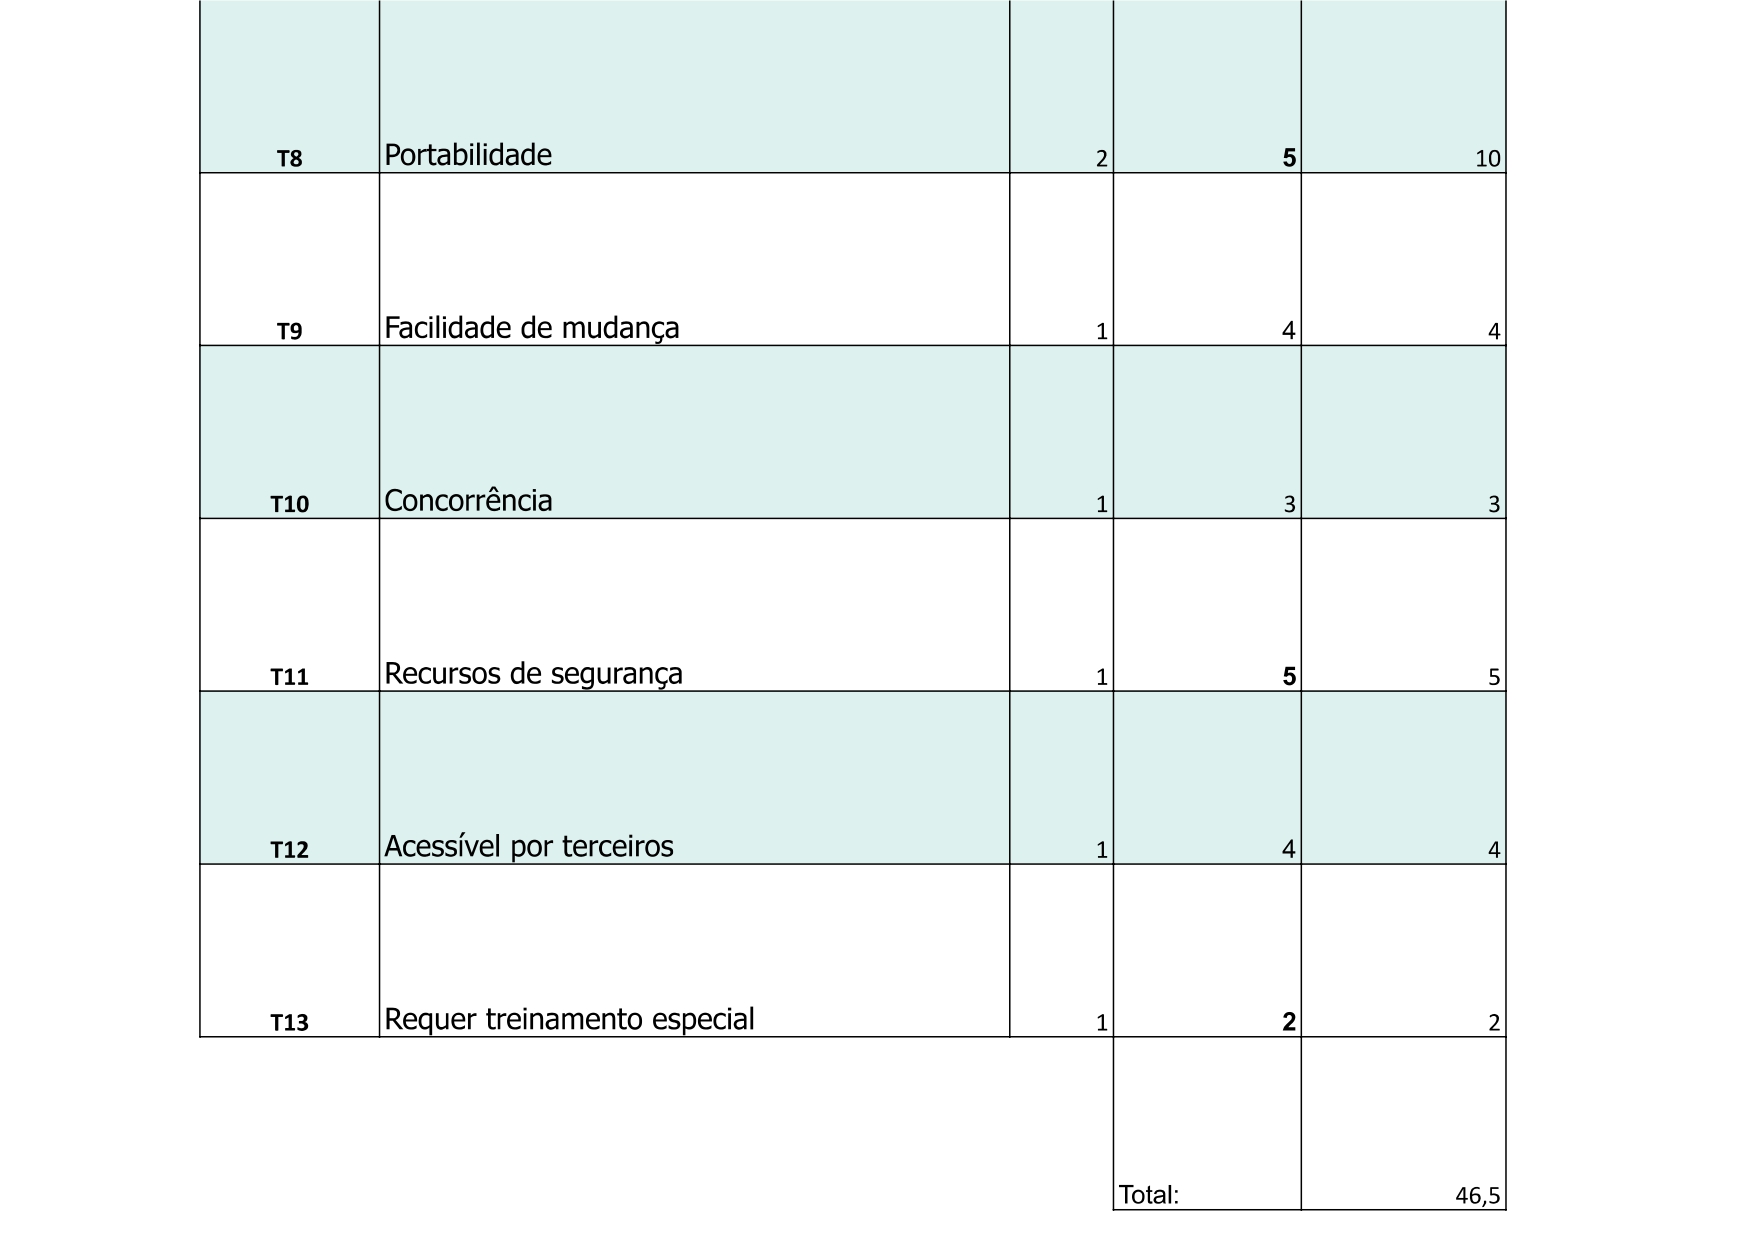 T8 Portabilidade 2 5 10
T9 Facilidade de mudança 1 4 4
T10 Concorrência 1 3 3
T11 Recursos de segurança 1 5 5
T12 Acessível por terceiros 1 4 4
T13 Requer treinamento especial 1 2 2
Total: 46,5